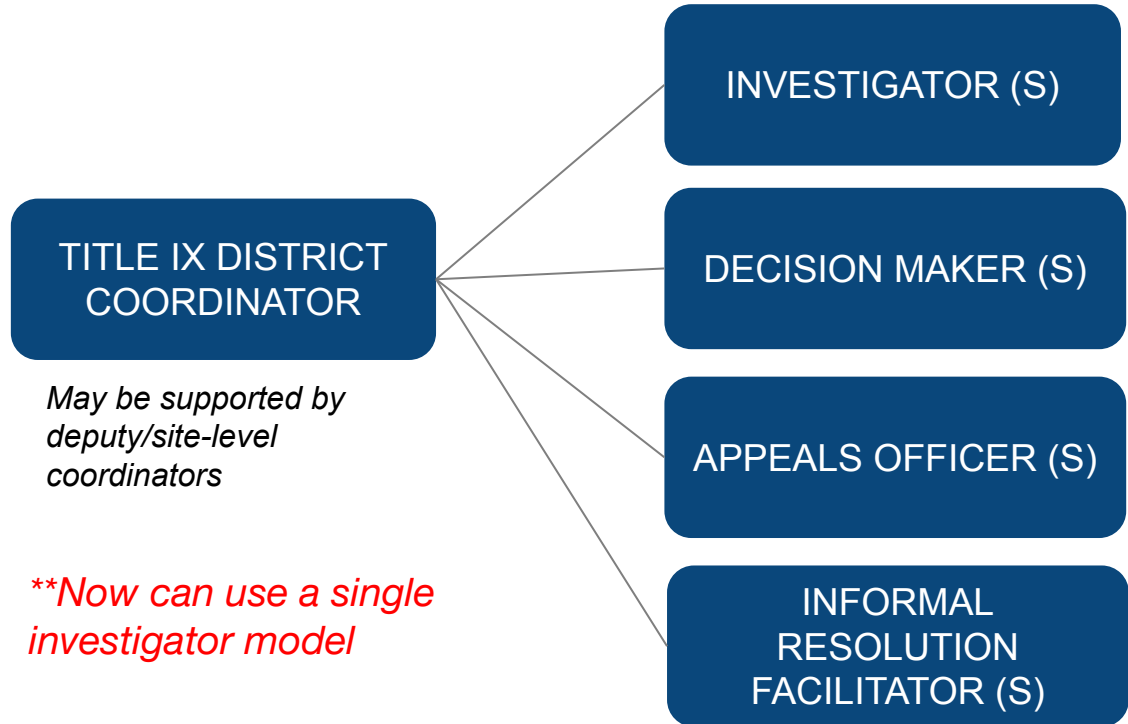 TITLE IX DISTRICT
COORDINATOR
May be supported by
deputy/site-level
coordinators
**Now can use a single
investigator model
INVESTIGATOR (S)
DECISION MAKER (S)
APPEALS OFFICER (S)
INFORMAL
RESOLUTION
FACILITATOR (S)